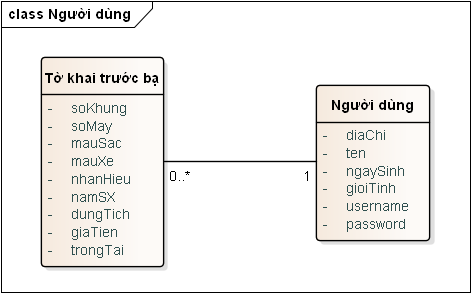 class Người dùng
Tờ khai trước bạ
- soKhung
- soMay
- mauSac
- mauXe
- nhanHieu
- namSX
- dungTich
- giaTien
- trongTai
0..*
1
Người dùng
- diaChi
- ten
- ngaySinh
- gioiTinh
- username
- password